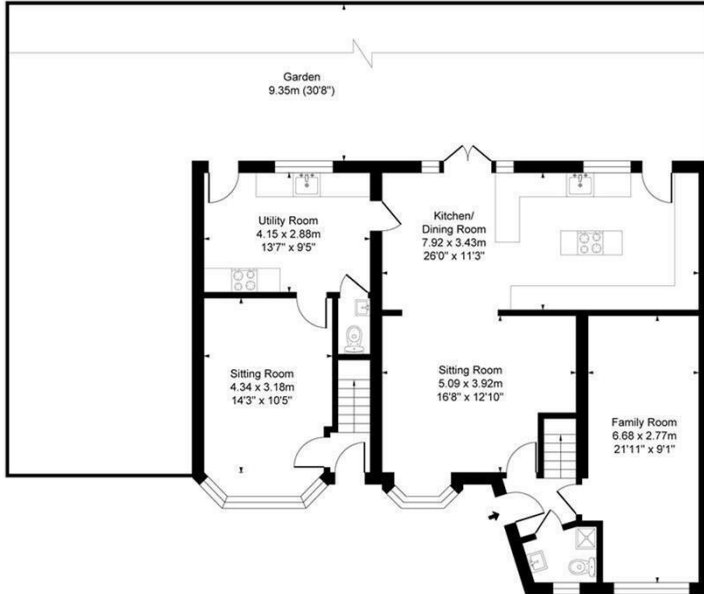 Garden
9.35m (30'8")
Utility Room
4.15 x 2.88m
13'7" x 9'5"
Kitchen/
Dining Room
7.92 x 3.43m
26'0" x 11'3"
Sitting Room
4.34 x 3.18m
14'3" x 10'5"
Sitting Room
5.09 x 3.92m
16'8" x 12'10"
Family Room
6.68 x 2.77m
21'11" x 9'1"